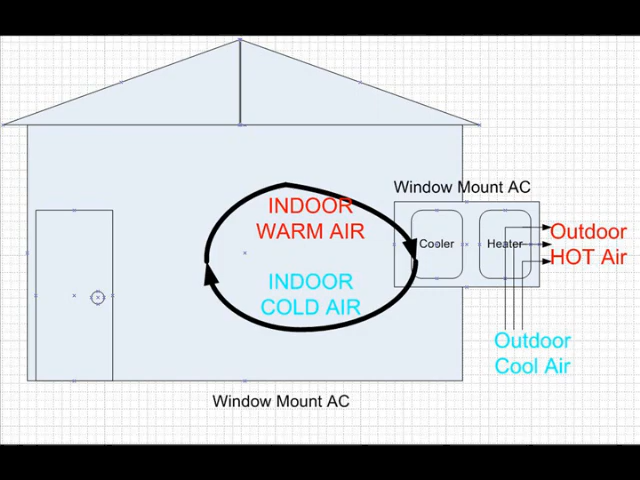 Window Mount AC
INDOOR
WARM AIR
Cooler
Heater
Outdoor
HOT Air
INDOOR
COLD AIR
Outdoor
Cool Air
Window Mount AC